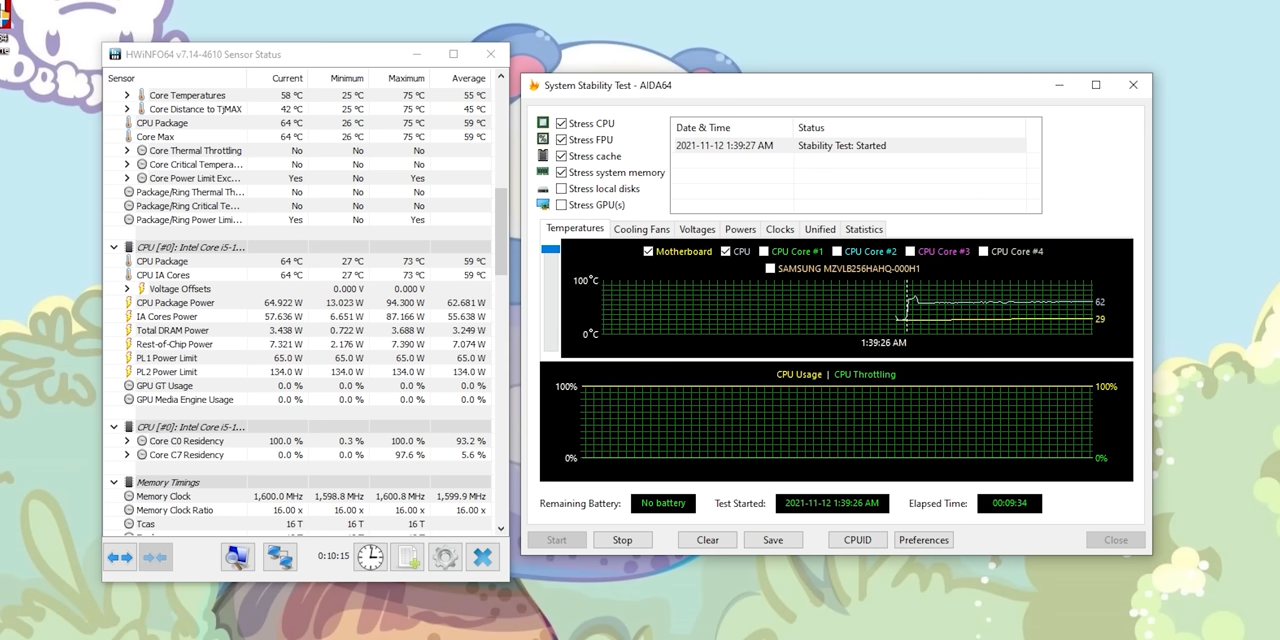 HWiNFO64 v7.14-4610 Sensor Status
Sensor Current Minimum Maximum Average
Core Temperatures 58 °C 25 °C 75 °C 55 °C
Core Distance to TjMAX 42 °C 25 °C 75 °C 45 °C
CPU Package 64 °C 26 °C 75 °C 59 °C
Core Max 64 °C 26 °C 75 °C 59 °C
Core Thermal Throttling No No No
Core Critical Tempera... No No No
Core Power Limit Exc... Yes No Yes
Package/Ring Thermal Th... No No No
Package/Ring Critical Te... No No No
Package/Ring Power Limi... Yes No Yes
CPU [#0]: Intel Core i5-1...
CPU Package 64 °C 27 °C 73 °C 59 °C
CPU IA Cores 64 °C 27 °C 73 °C 59 °C
Voltage Offsets 0.000 V 0.000 V
CPU Package Power 64.922 W 13.023 W 94.300 W 62.681 W
IA Cores Power 57.636 W 6.651 W 87.166 W 55.638 W
Total DRAM Power 3.438 W 0.722 W 3.688 W 3.249 W
Rest-of-Chip Power 7.321 W 2.176 W 7.390 W 7.074 W
PL1 Power Limit 65.0 W 65.0 W 65.0 W 65.0 W
PL2 Power Limit 134.0 W 134.0 W 134.0 W 134.0 W
GPU GT Usage 0.0 % 0.0 % 0.0 % 0.0 %
GPU Media Engine Usage 0.0 % 0.0 % 0.0 % 0.0 %
CPU [#0]: Intel Core i5-1...
Core C0 Residency 100.0 % 0.3 % 100.0 % 93.2 %
Core C7 Residency 0.0 % 0.0 % 97.6 % 5.6 %
Memory Timings
Memory Clock 1,600.0 MHz 1,598.8 MHz 1,600.8 MHz 1,599.9 MHz
Memory Clock Ratio 16.00 x 16.00 x 16.00 x 16.00 x
Tcas 16 T 16 T 16 T
0:10:15
System Stability Test - AIDA64
Stress CPU
Stress FPU
Stress cache
Stress system memory
Stress local disks
Stress GPU(s)
Date & Time Status
2021-11-12 1:39:27 AM Stability Test: Started
Temperatures Cooling Fans Voltages Powers Clocks Unified Statistics
Motherboard CPU CPU Core #1 CPU Core #2 CPU Core #3 CPU Core #4
SAMSUNG MZVLB256HAHQ-000H1
100°C
62
29
0°C
1:39:26 AM
CPU Usage | CPU Throttling
100% 100%
0% 0%
Remaining Battery: No battery Test Started: 2021-11-12 1:39:26 AM Elapsed Time: 00:09:34
Start Stop Clear Save CPUID Preferences Close